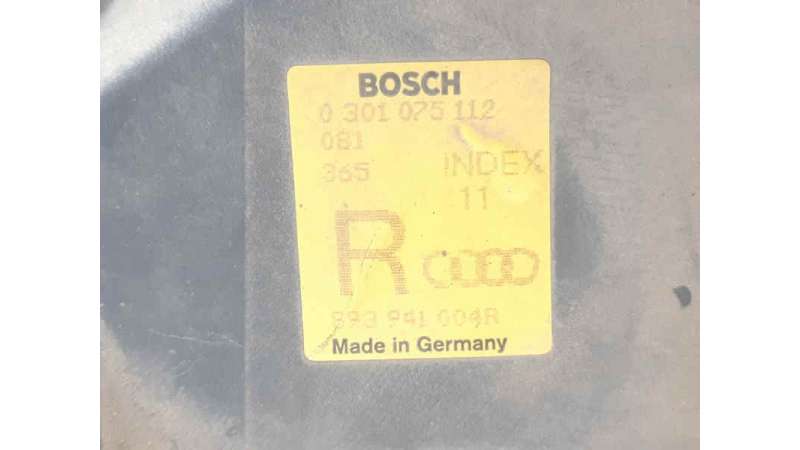 BOSCH
0 301 075 112
081
365 INDEX
11
R
893 941 004R
Made in Germany